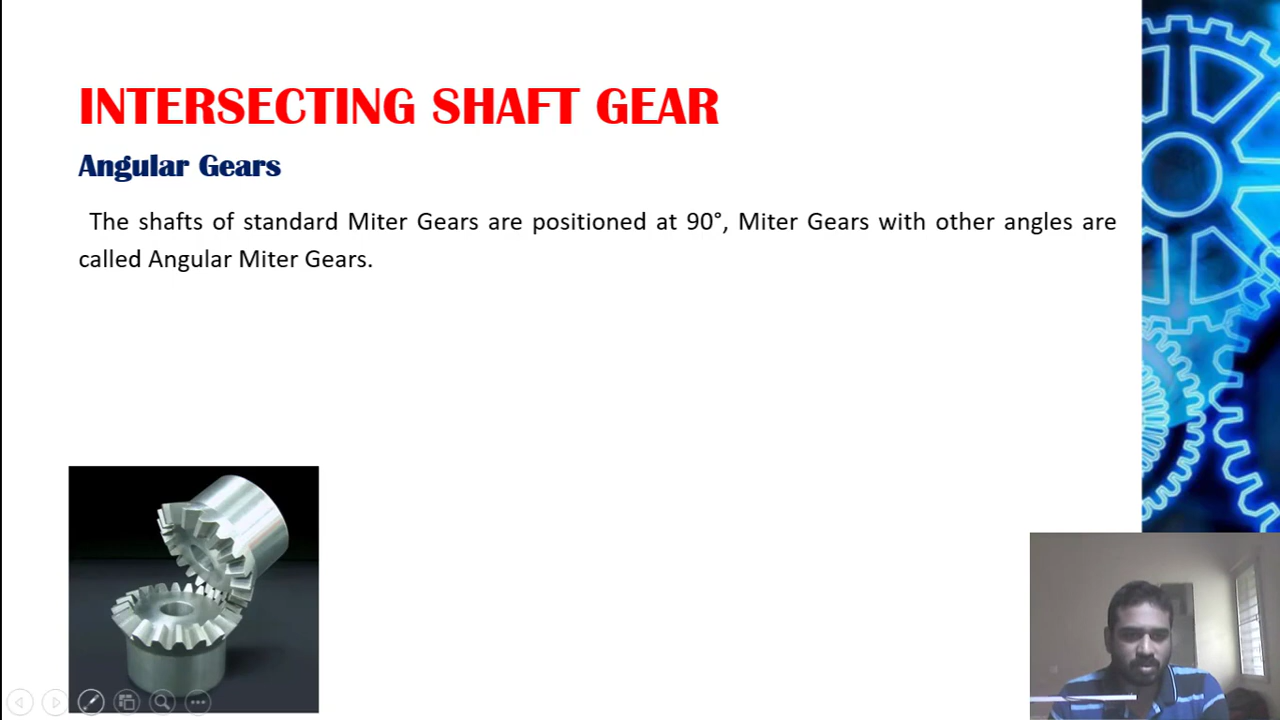 INTERSECTING SHAFT GEAR
Angular Gears
The shafts of standard Miter Gears are positioned at 90°, Miter Gears with other angles are
called Angular Miter Gears.